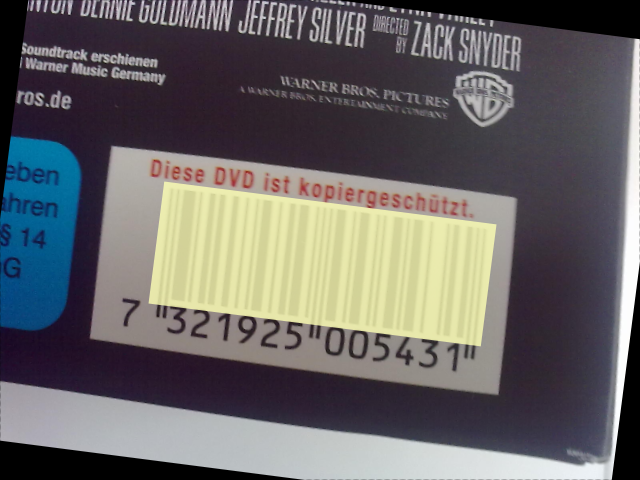 BERNIE GOLDMANN JEFFREY SILVER DIRECTED BY ZACK SNYDER
Soundtrack erschienen
Warner Music Germany
ros.de
WARNER BROS. PICTURES
A WARNER BROS. ENTERTAINMENT COMPANY
WB
eben
ahren
§ 14
G
Diese DVD ist kopiergeschützt.
7 "321925"005431"